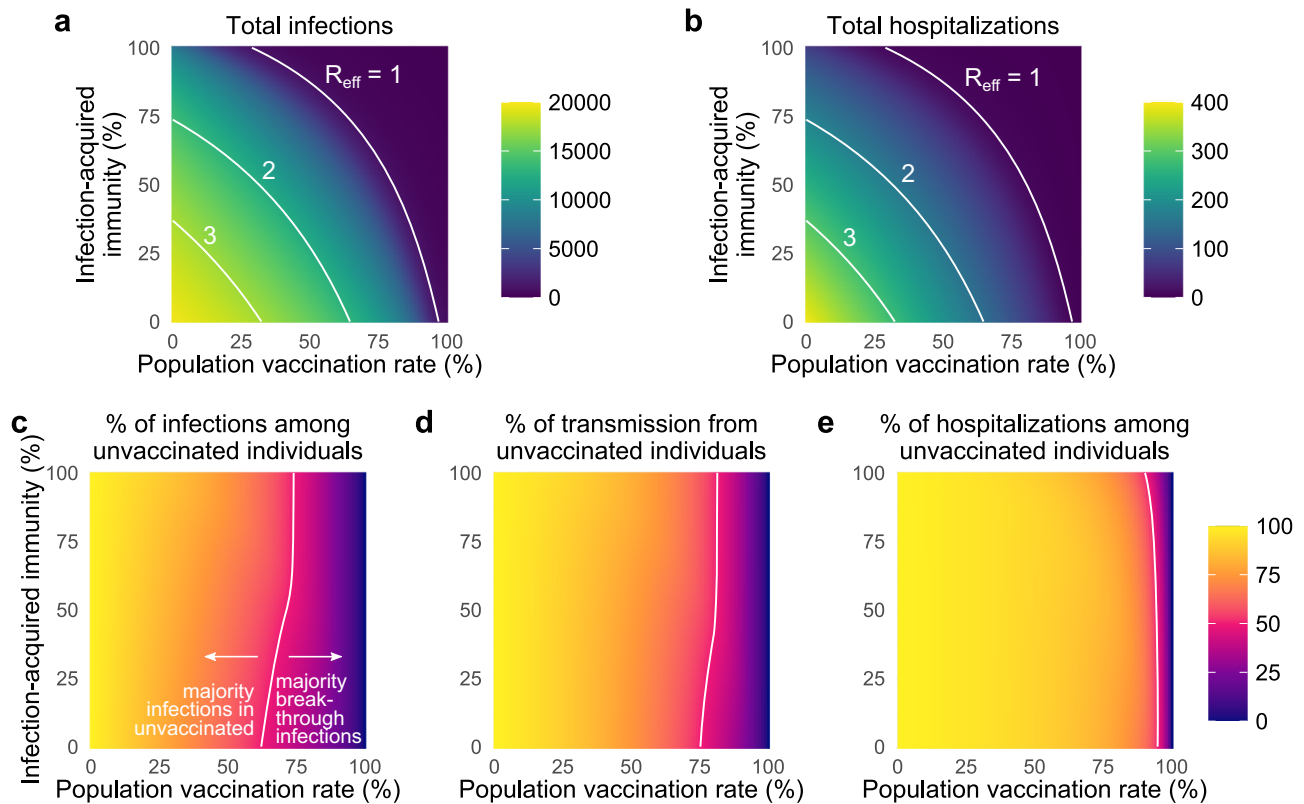 a
Total infections
Infection-acquired
immunity (%)
100
75
50
25
0
R_eff = 1
2
3
0 25 50 75 100
Population vaccination rate (%)
20000
15000
10000
5000
0
b
Total hospitalizations
Infection-acquired
immunity (%)
100
75
50
25
0
R_eff = 1
2
3
0 25 50 75 100
Population vaccination rate (%)
400
300
200
100
0
c
% of infections among
unvaccinated individuals
Infection-acquired immunity (%)
100
75
50
25
0
majority
infections in
unvaccinated
majority
break-
through
infections
0 25 50 75 100
Population vaccination rate (%)
d
% of transmission from
unvaccinated individuals
100
75
50
25
0
0 25 50 75 100
Population vaccination rate (%)
e
% of hospitalizations among
unvaccinated individuals
100
75
50
25
0
0 25 50 75 100
Population vaccination rate (%)
100
75
50
25
0